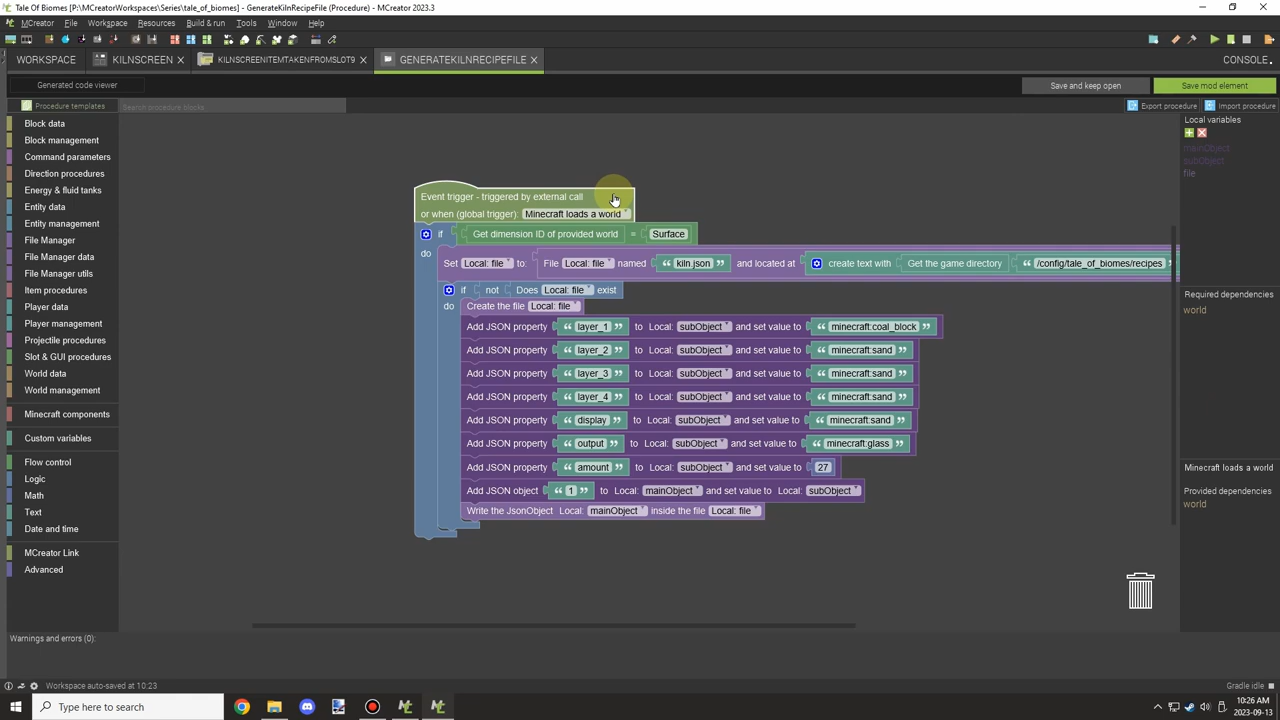 Tale Of Biomes [P:\MCreatorWorkspaces\Series\tale_of_biomes] - GenerateKilnRecipeFile (Procedure) - MCreator 2023.3
MCreator File Workspace Resources Build & run Tools Window Help
WORKSPACE KILNSCREEN KILNSCREENITEMTAKENFROMSLOT9 GENERATEKILNRECIPEFILE CONSOLE
Generated code viewer Save and keep open Save mod element
Procedure templates Search procedure blocks Export procedure Import procedure
Block data
Block management
Command parameters
Direction procedures
Energy & fluid tanks
Entity data
Entity management
File Manager
File Manager data
File Manager utils
Item procedures
Player data
Player management
Projectile procedures
Slot & GUI procedures
World data
World management
Minecraft components
Custom variables
Flow control
Logic
Math
Text
Date and time
MCreator Link
Advanced
Event trigger - triggered by external call
or when (global trigger): Minecraft loads a world
if Get dimension ID of provided world = Surface
do Set Local: file to: File Local: file named “ kiln.json ” and located at create text with Get the game directory “ /config/tale_of_biomes/recipes
if not Does Local: file exist
do Create the file Local: file
Add JSON property “ layer_1 ” to Local: subObject and set value to “ minecraft:coal_block ”
Add JSON property “ layer_2 ” to Local: subObject and set value to “ minecraft:sand ”
Add JSON property “ layer_3 ” to Local: subObject and set value to “ minecraft:sand ”
Add JSON property “ layer_4 ” to Local: subObject and set value to “ minecraft:sand ”
Add JSON property “ display ” to Local: subObject and set value to “ minecraft:sand ”
Add JSON property “ output ” to Local: subObject and set value to “ minecraft:glass ”
Add JSON property “ amount ” to Local: subObject and set value to 27
Add JSON object “ 1 ” to Local: mainObject and set value to Local: subObject
Write the JsonObject Local: mainObject inside the file Local: file
Local variables
mainObject
subObject
file
Required dependencies
world
Minecraft loads a world
Provided dependencies
world
Warnings and errors (0):
Workspace auto-saved at 10:23 Gradle idle
Type here to search
10:26 AM
2023-09-13